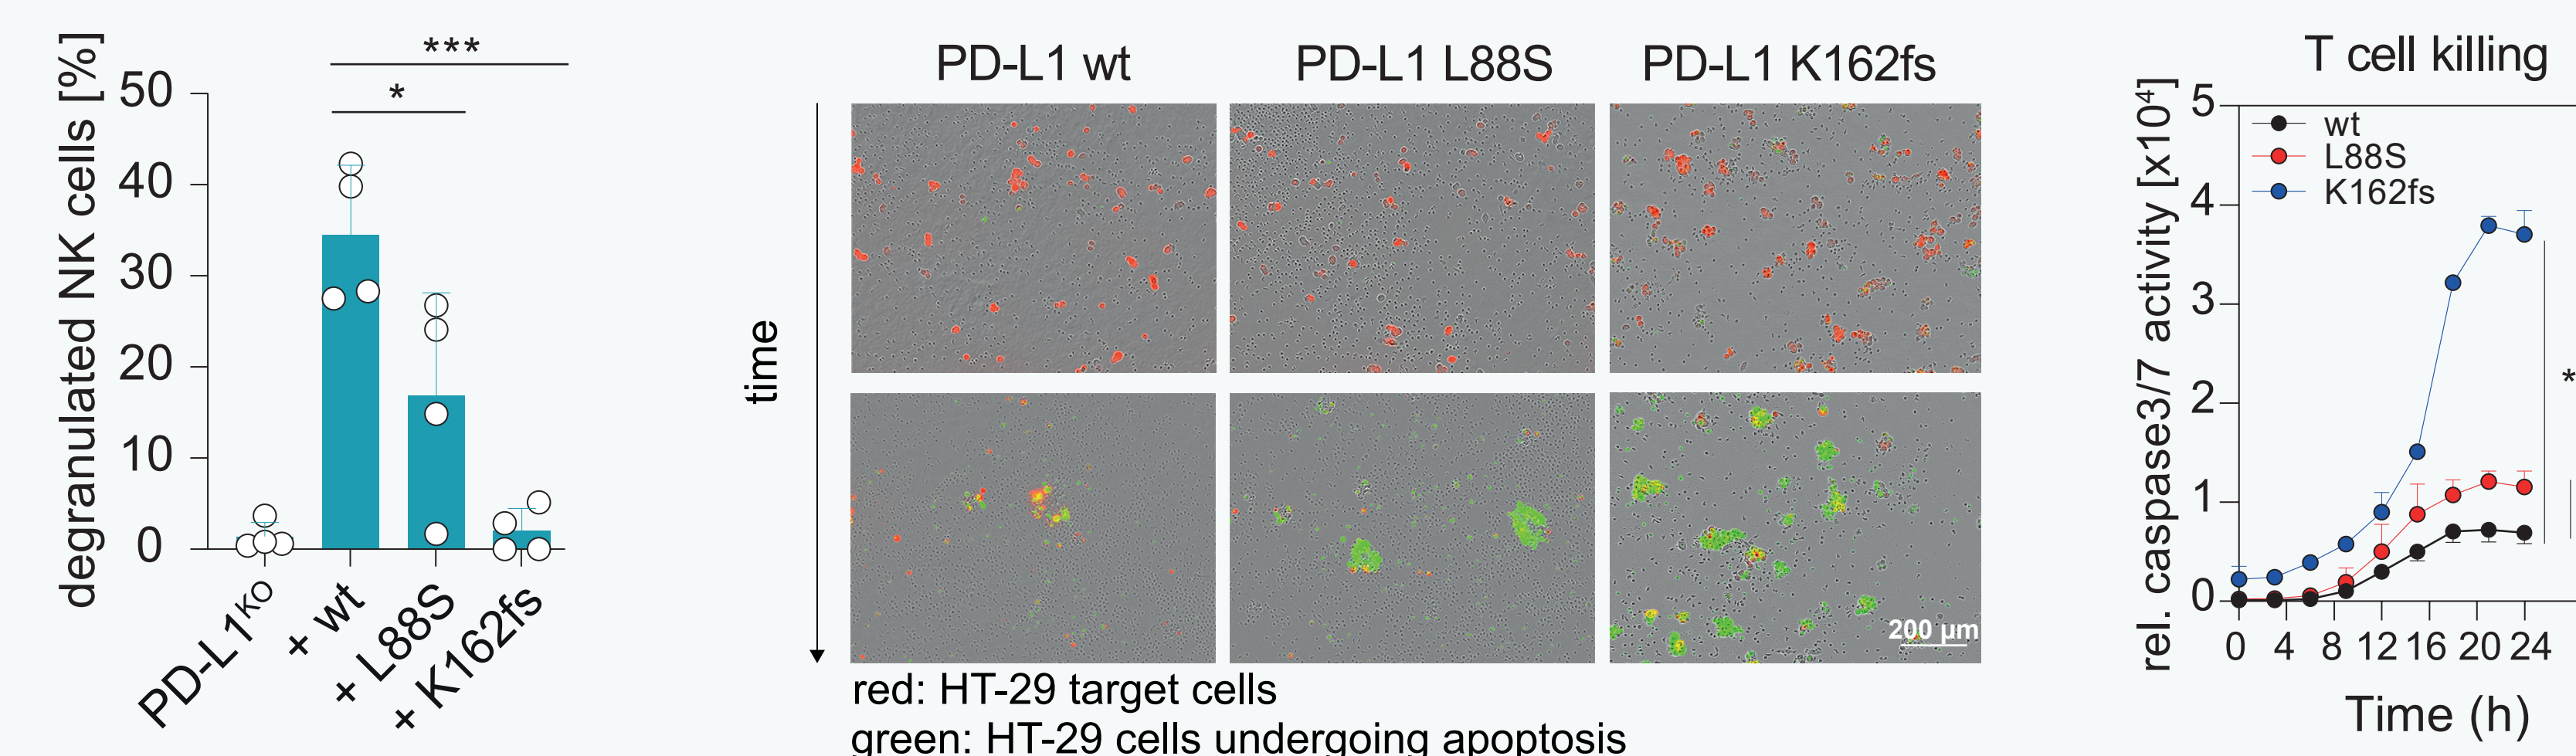 degranulated NK cells [%]
50
40
30
20
10
0
***
*
PD-L1KO
+ wt
+ L88S
+ K162fs
time
PD-L1 wt
PD-L1 L88S
PD-L1 K162fs
200 µm
red: HT-29 target cells
green: HT-29 cells undergoing apoptosis
T cell killing
rel. caspase3/7 activity [x10⁴]
5
4
3
2
1
0
wt
L88S
K162fs
*
0 4 8 12 16 20 24
Time (h)